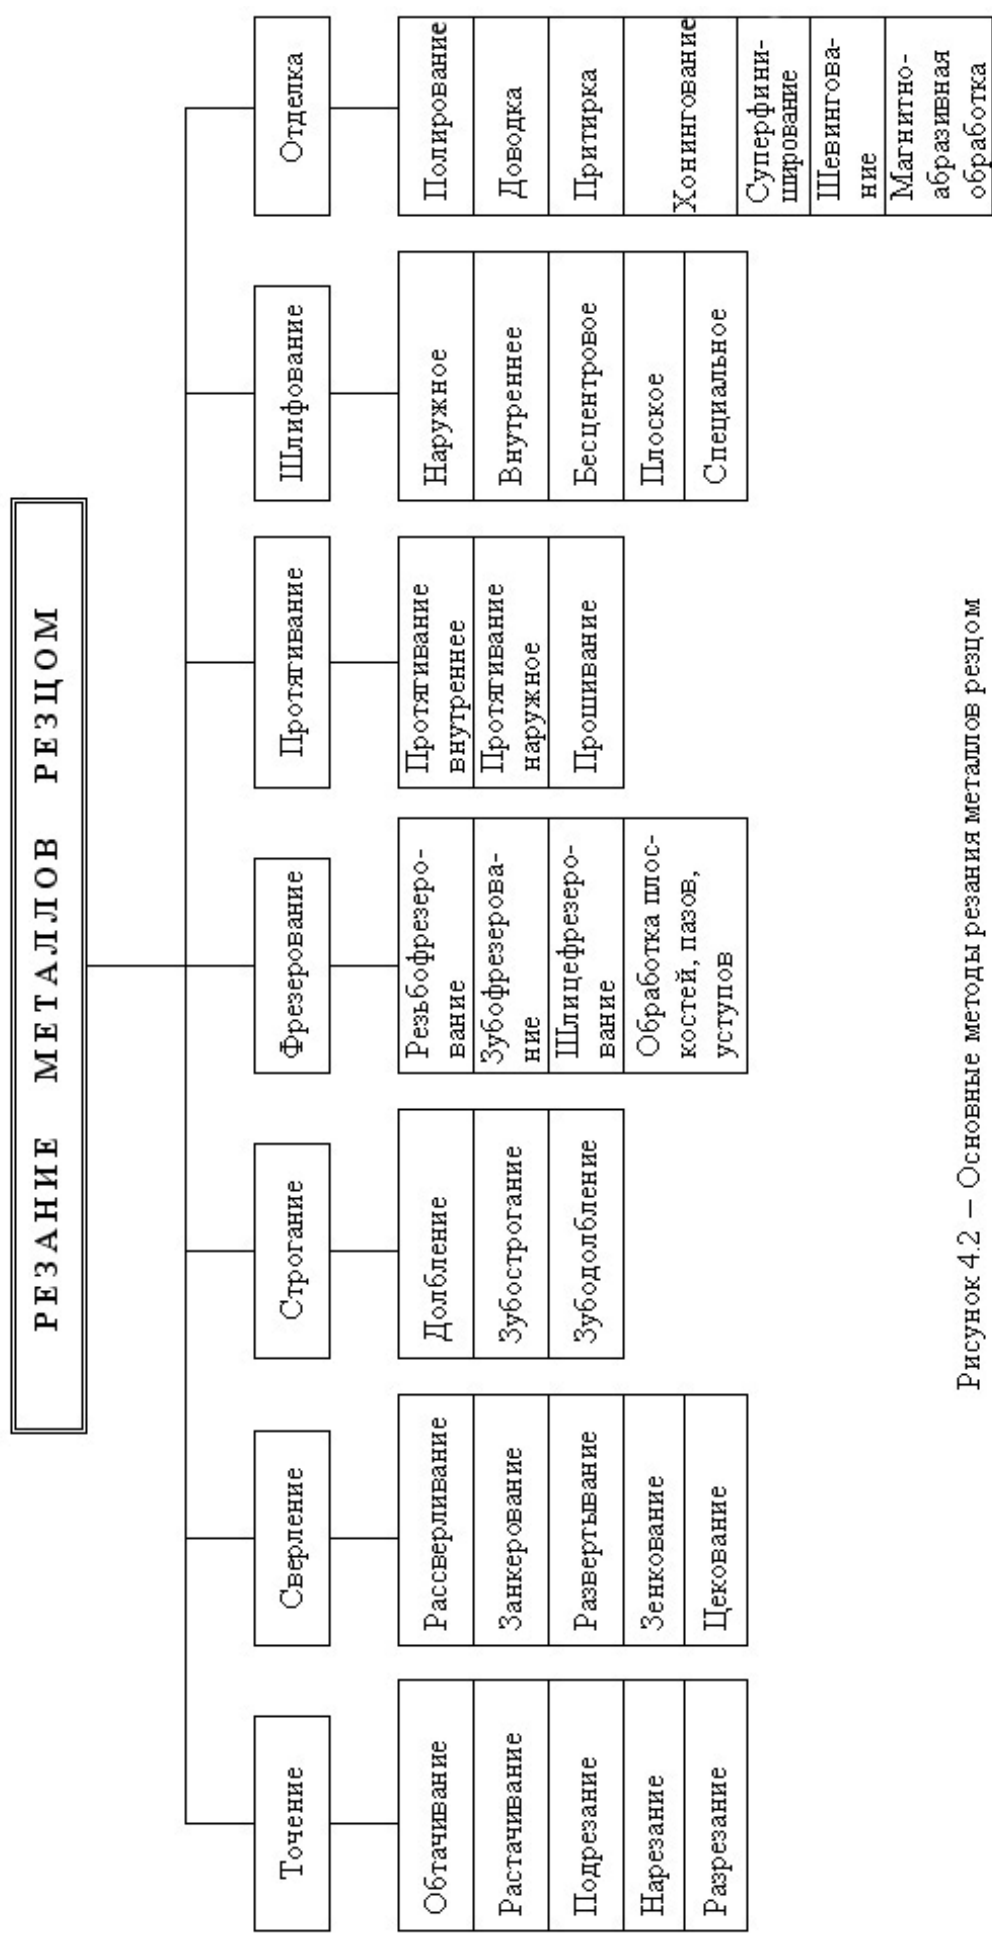 РЕЗАНИЕ МЕТАЛЛОВ РЕЗЦОМ
Точение
Обтачивание
Растачивание
Подрезание
Нарезание
Разрезание
Сверление
Рассверливание
Занкерование
Развертывание
Зенкование
Цекование
Строгание
Долбление
Зубострогание
Зубодолбление
Фрезерование
Резьбофрезеро-
вание
Зубофрезерова-
ние
Шлицефрезеро-
вание
Обработка плос-
костей, пазов,
уступов
Протягивание
Протягивание
внутреннее
Протягивание
наружное
Прошивание
Шлифование
Наружное
Внутреннее
Бесцентровое
Плоское
Специальное
Отделка
Полирование
Доводка
Притирка
Хонингование
Суперфини-
ширование
Шевингова-
ние
Магнитно-
абразивная
обработка
Рисунок 4.2 – Основные методы резания металлов резцом